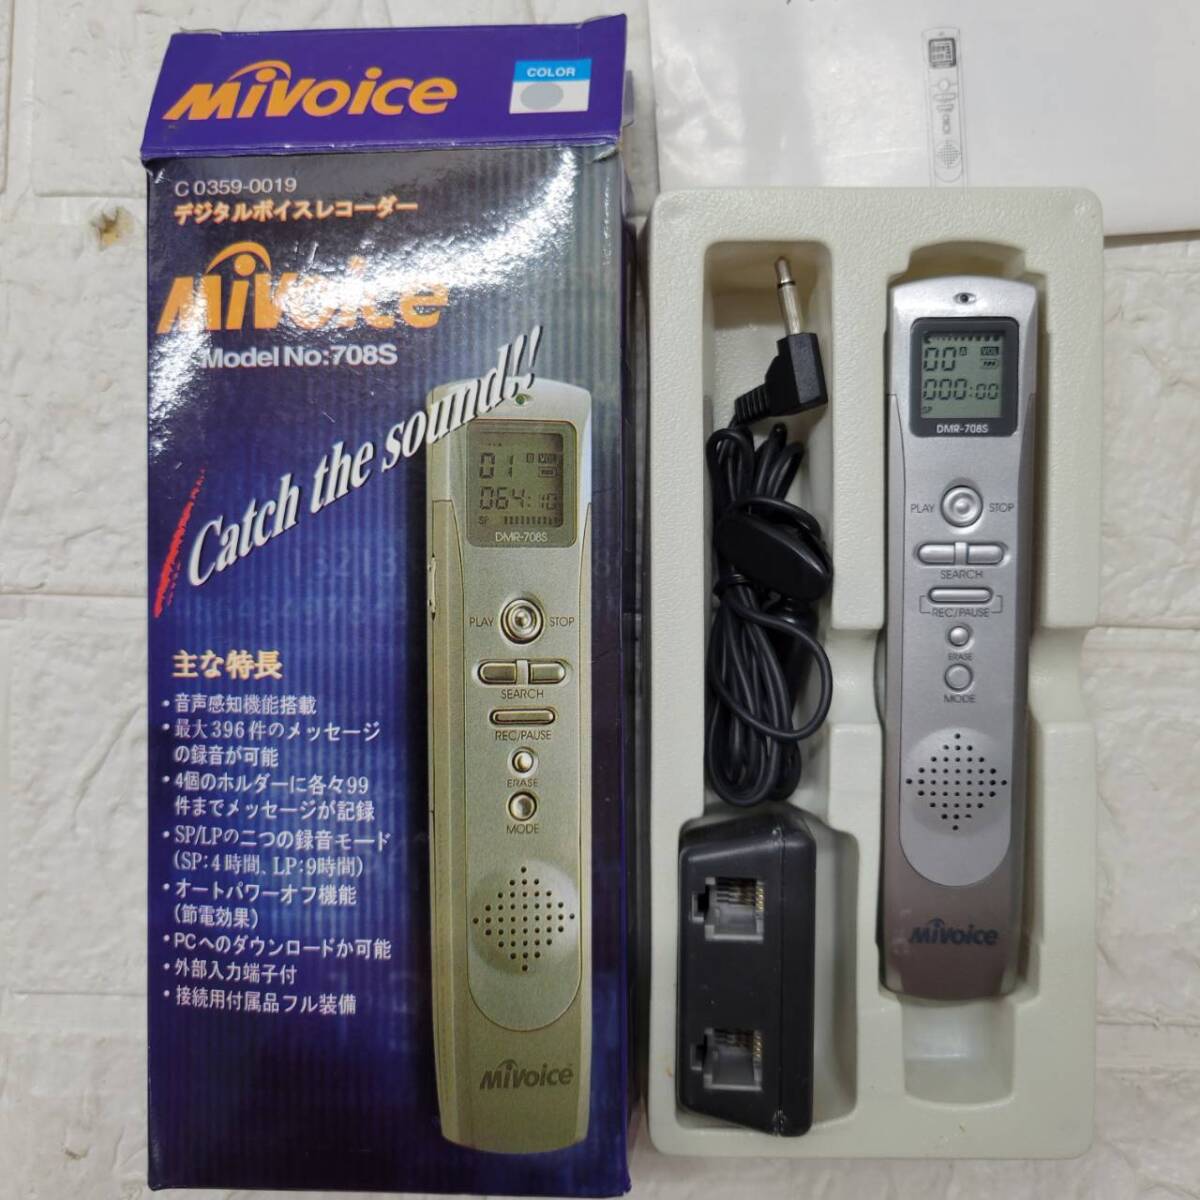 Mivoice
COLOR
C 0359-0019
デジタルボイスレコーダー
Mivoice
Model No:708S
Catch the sound!!!
01 B VOL
064:10
SP
DMR-708S
PLAY STOP
SEARCH
REC/PAUSE
ERASE
MODE
Mivoice
主な特長
・音声感知機能搭載
・最大396件のメッセージ
の録音が可能
・4個のホルダーに各々99
件までメッセージが記録
・SP/LPの二つの録音モード
(SP:4時間、LP:9時間)
・オートパワーオフ機能
(節電効果)
・PCへのダウンロードか可能
・外部入力端子付
・接続用付属品フル装備
00 A VOL
000:00
SP
DMR-708S
PLAY STOP
SEARCH
REC/PAUSE
ERASE
MODE
Mivoice